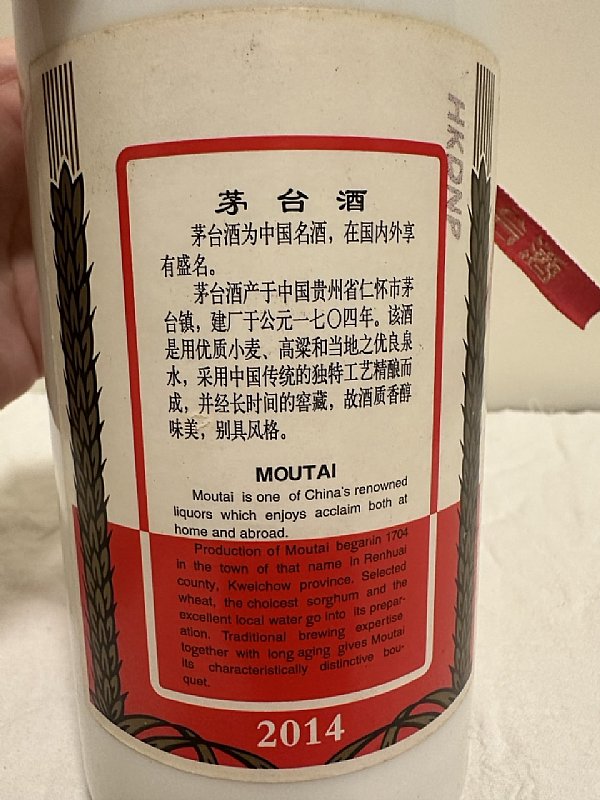 茅台酒
茅台酒为中国名酒，在国内外享
有盛名。
茅台酒产于中国贵州省仁怀市茅
台镇，建厂于公元一七〇四年。该酒
是用优质小麦、高粱和当地之优良泉
水，采用中国传统的独特工艺精酿而
成，并经长时间的窖藏，故酒质香醇
味美，别具风格。
MOUTAI
Moutai is one of China's renowned
liquors which enjoys acclaim both at
home and abroad.
Production of Moutai beganin 1704
in the town of that name in Renhuai
county, Kweichow province. Selected
wheat, the choicest sorghum and the
excellent local water go into its prepar-
ation. Traditional brewing expertise
together with long aging gives Moutai
its characteristically distinctive bou-
quet.
2014
HKDNP
酒